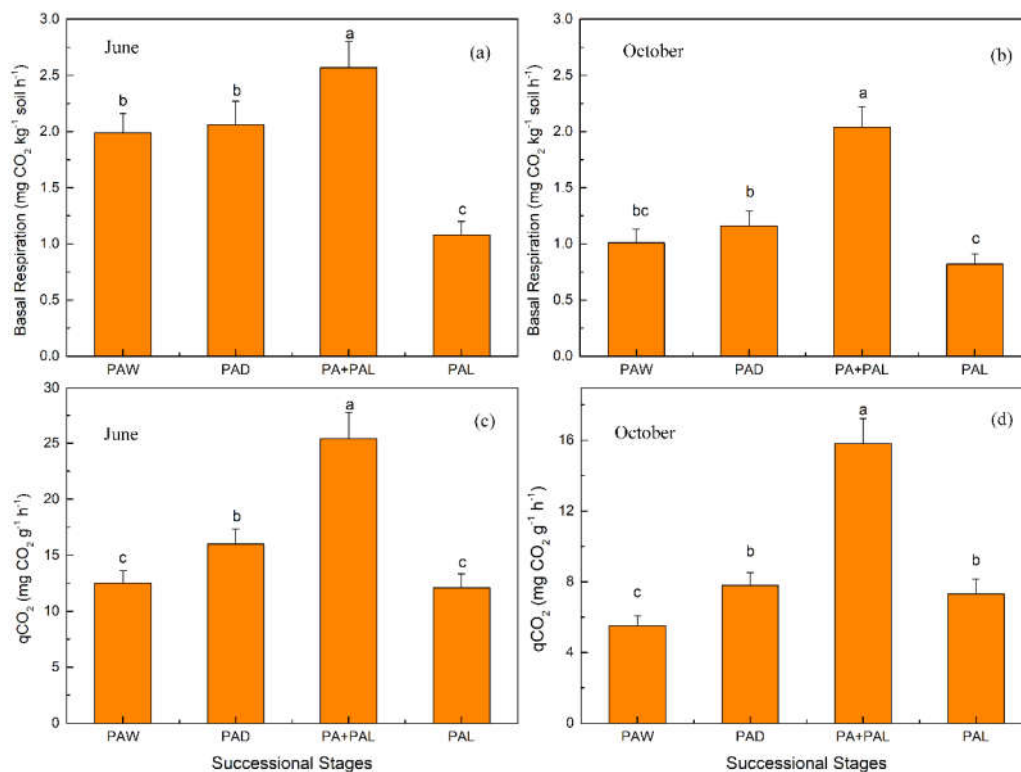 June
(a)
Basal Respiration (mg CO₂ kg⁻¹ soil h⁻¹)
3.0
2.5
2.0
1.5
1.0
0.5
0.0
b
b
a
c
PAW
PAD
PA+PAL
PAL
October
(b)
Basal Respiration (mg CO₂ kg⁻¹ soil h⁻¹)
3.0
2.5
2.0
1.5
1.0
0.5
0.0
bc
b
a
c
PAW
PAD
PA+PAL
PAL
June
(c)
qCO₂ (mg CO₂ g⁻¹ h⁻¹)
30
25
20
15
10
5
0
c
b
a
c
PAW
PAD
PA+PAL
PAL
Successional Stages
October
(d)
qCO₂ (mg CO₂ g⁻¹ h⁻¹)
16
12
8
4
0
c
b
a
b
PAW
PAD
PA+PAL
PAL
Successional Stages